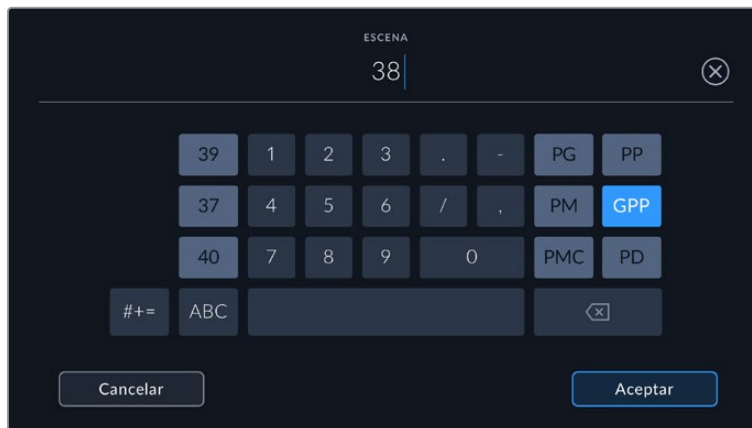 ESCENA
38
39 1 2 3 . - PG PP
37 4 5 6 / , PM GPP
40 7 8 9 0 PMC PD
#+= ABC
Cancelar Aceptar